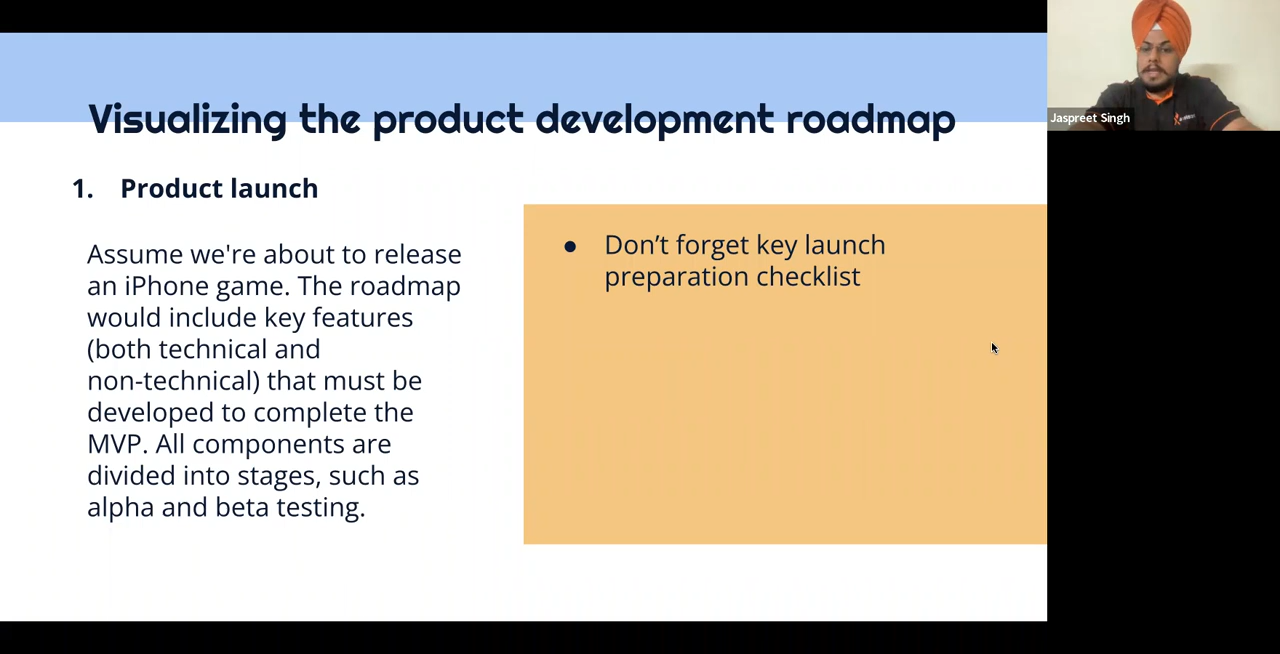 Visualizing the product development roadmap
1. Product launch
Assume we're about to release
an iPhone game. The roadmap
would include key features
(both technical and
non-technical) that must be
developed to complete the
MVP. All components are
divided into stages, such as
alpha and beta testing.
● Don’t forget key launch
preparation checklist
Jaspreet Singh